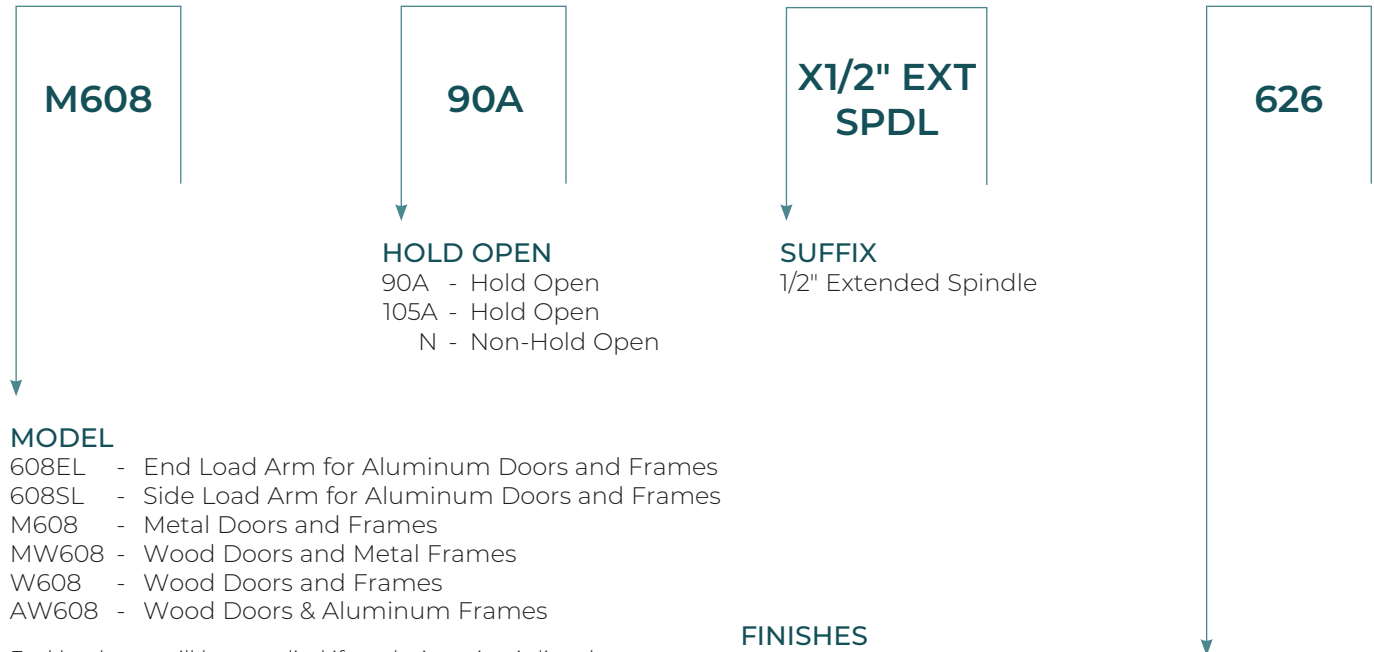 M608
90A
X1/2" EXT
SPDL
626
HOLD OPEN
90A - Hold Open
105A - Hold Open
N - Non-Hold Open
SUFFIX
1/2" Extended Spindle
MODEL
608EL - End Load Arm for Aluminum Doors and Frames
608SL - Side Load Arm for Aluminum Doors and Frames
M608 - Metal Doors and Frames
MW608 - Wood Doors and Metal Frames
W608 - Wood Doors and Frames
AW608 - Wood Doors & Aluminum Frames
FINISHES